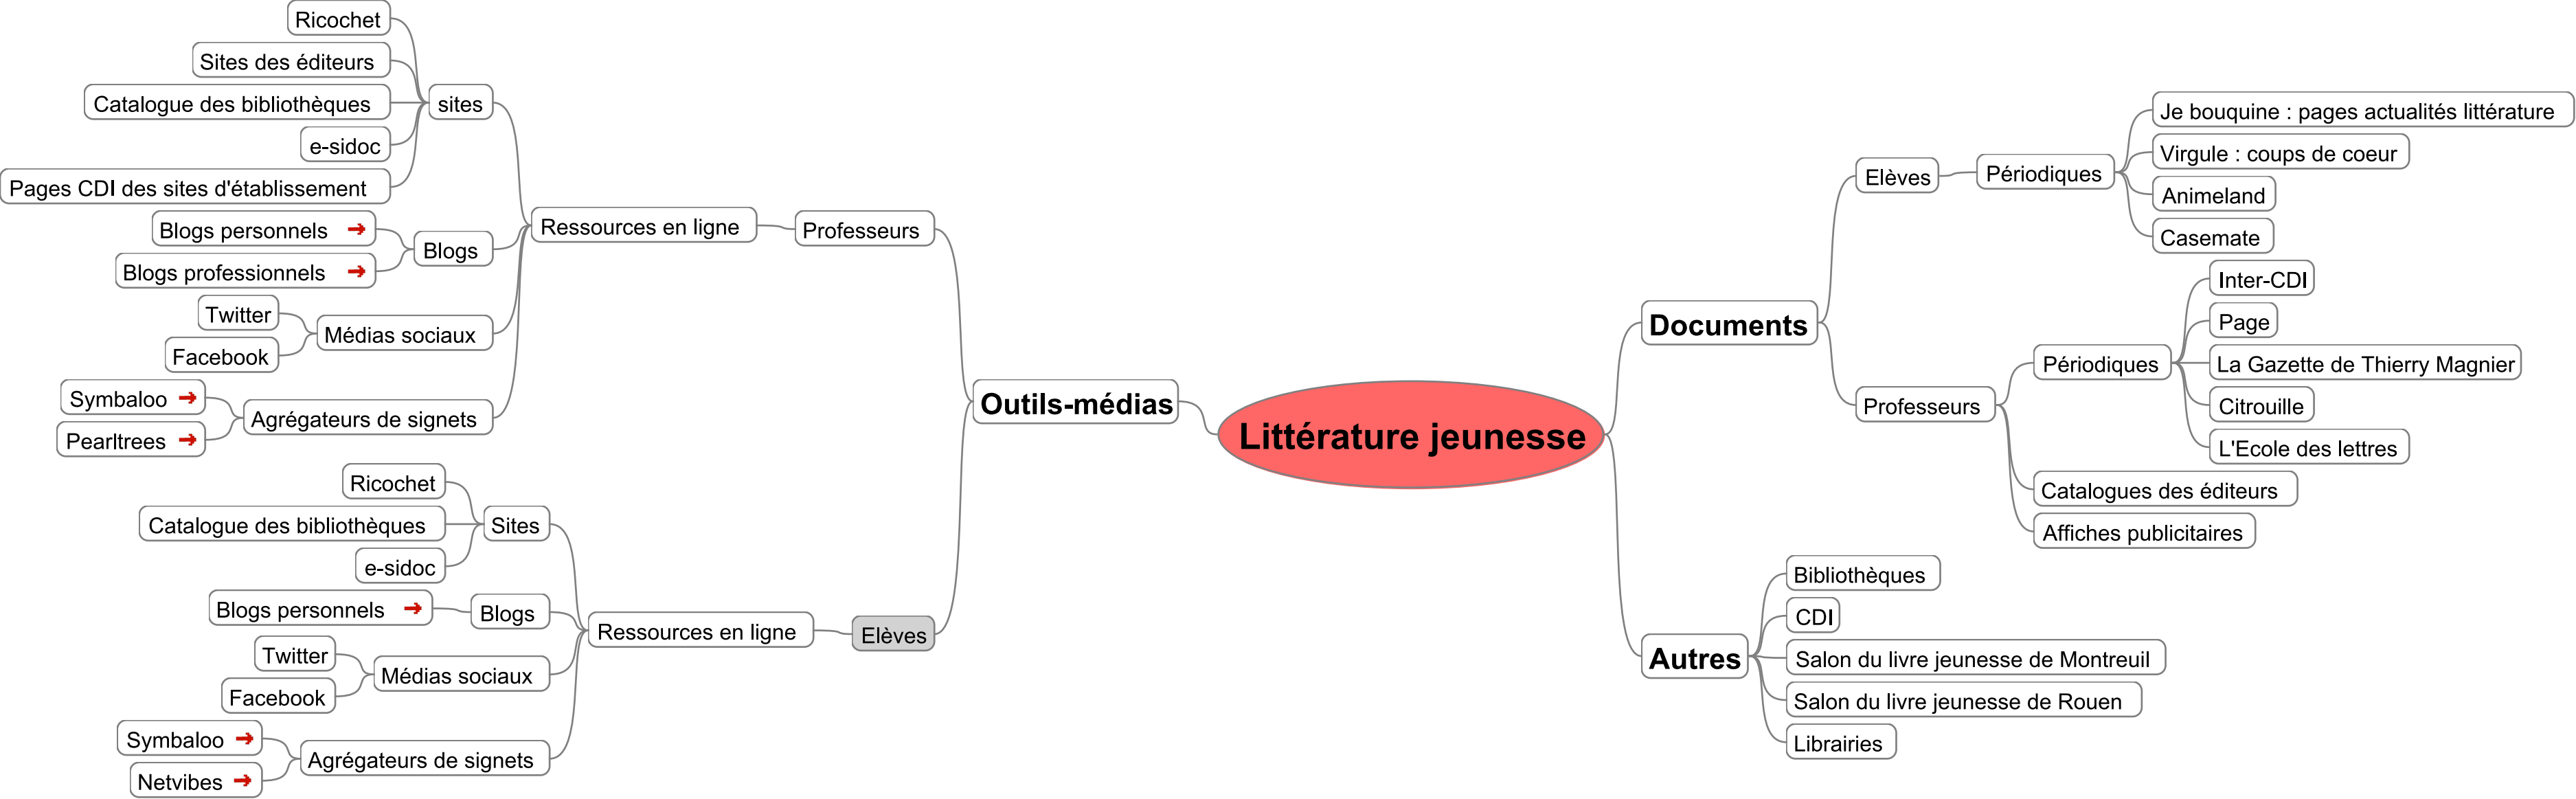 Littérature jeunesse
Outils-médias
Professeurs
Ressources en ligne
sites
Ricochet
Sites des éditeurs
Catalogue des bibliothèques
e-sidoc
Pages CDI des sites d'établissement
Blogs
Blogs personnels
Blogs professionnels
Médias sociaux
Twitter
Facebook
Agrégateurs de signets
Symbaloo
Pearltrees
Elèves
Ressources en ligne
Sites
Ricochet
Catalogue des bibliothèques
e-sidoc
Blogs
Blogs personnels
Médias sociaux
Twitter
Facebook
Agrégateurs de signets
Symbaloo
Netvibes
Documents
Elèves
Périodiques
Je bouquine : pages actualités littérature
Virgule : coups de coeur
Animeland
Casemate
Professeurs
Périodiques
Inter-CDI
Page
La Gazette de Thierry Magnier
Citrouille
L'Ecole des lettres
Catalogues des éditeurs
Affiches publicitaires
Autres
Bibliothèques
CDI
Salon du livre jeunesse de Montreuil
Salon du livre jeunesse de Rouen
Librairies